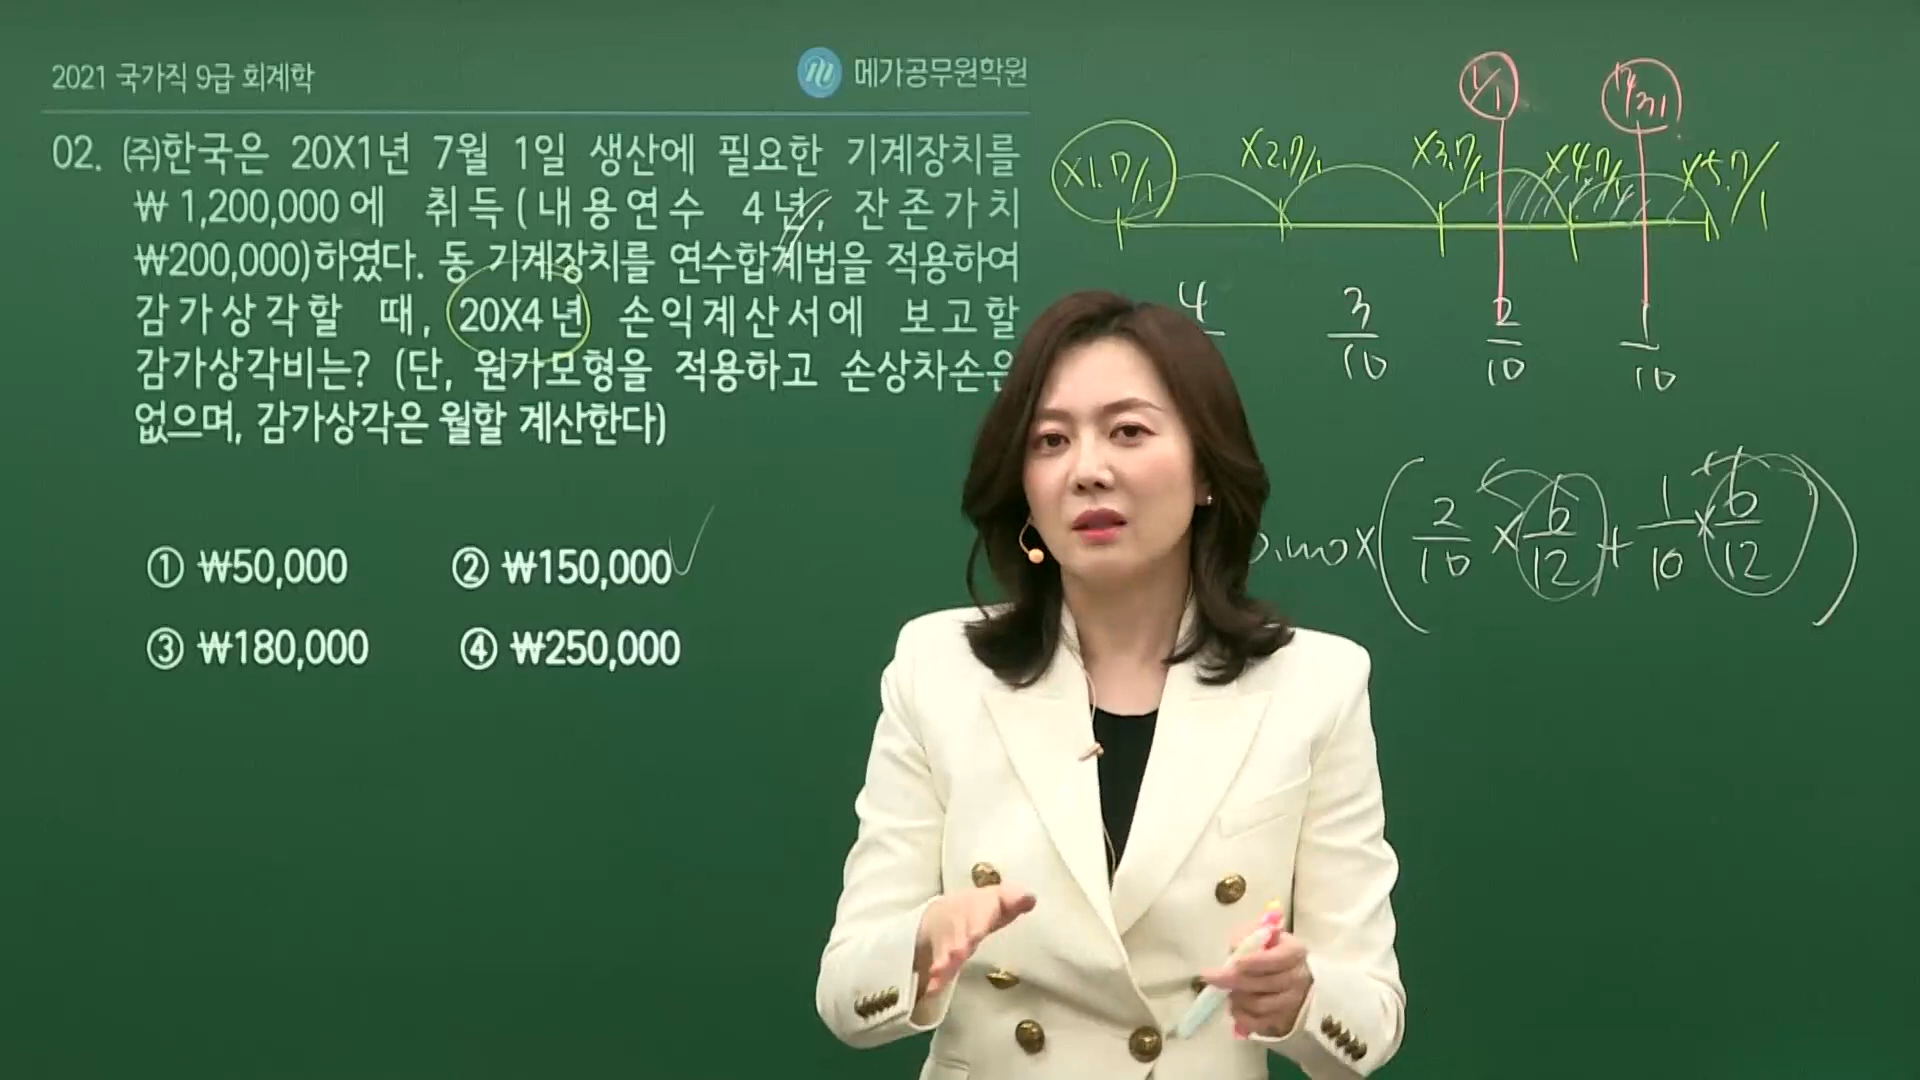 2021 국가직 9급 회계학
메가공무원학원
02. ㈜한국은 20X1년 7월 1일 생산에 필요한 기계장치를
₩1,200,000에 취득(내용연수 4년, 잔존가치
₩200,000)하였다. 동 기계장치를 연수합계법을 적용하여
감가상각할 때, 20X4년 손익계산서에 보고할
감가상각비는? (단, 원가모형을 적용하고 손상차손은
없으며, 감가상각은 월할 계산한다)
① ₩50,000 ② ₩150,000
③ ₩180,000 ④ ₩250,000
1/1 12/31
X1.7/1 X2.7/1 X3.7/1 X4.7/1 X5.7/1
4 3/10 2/10 1/10
×(2/10 × 6/12 + 1/10 × 6/12)